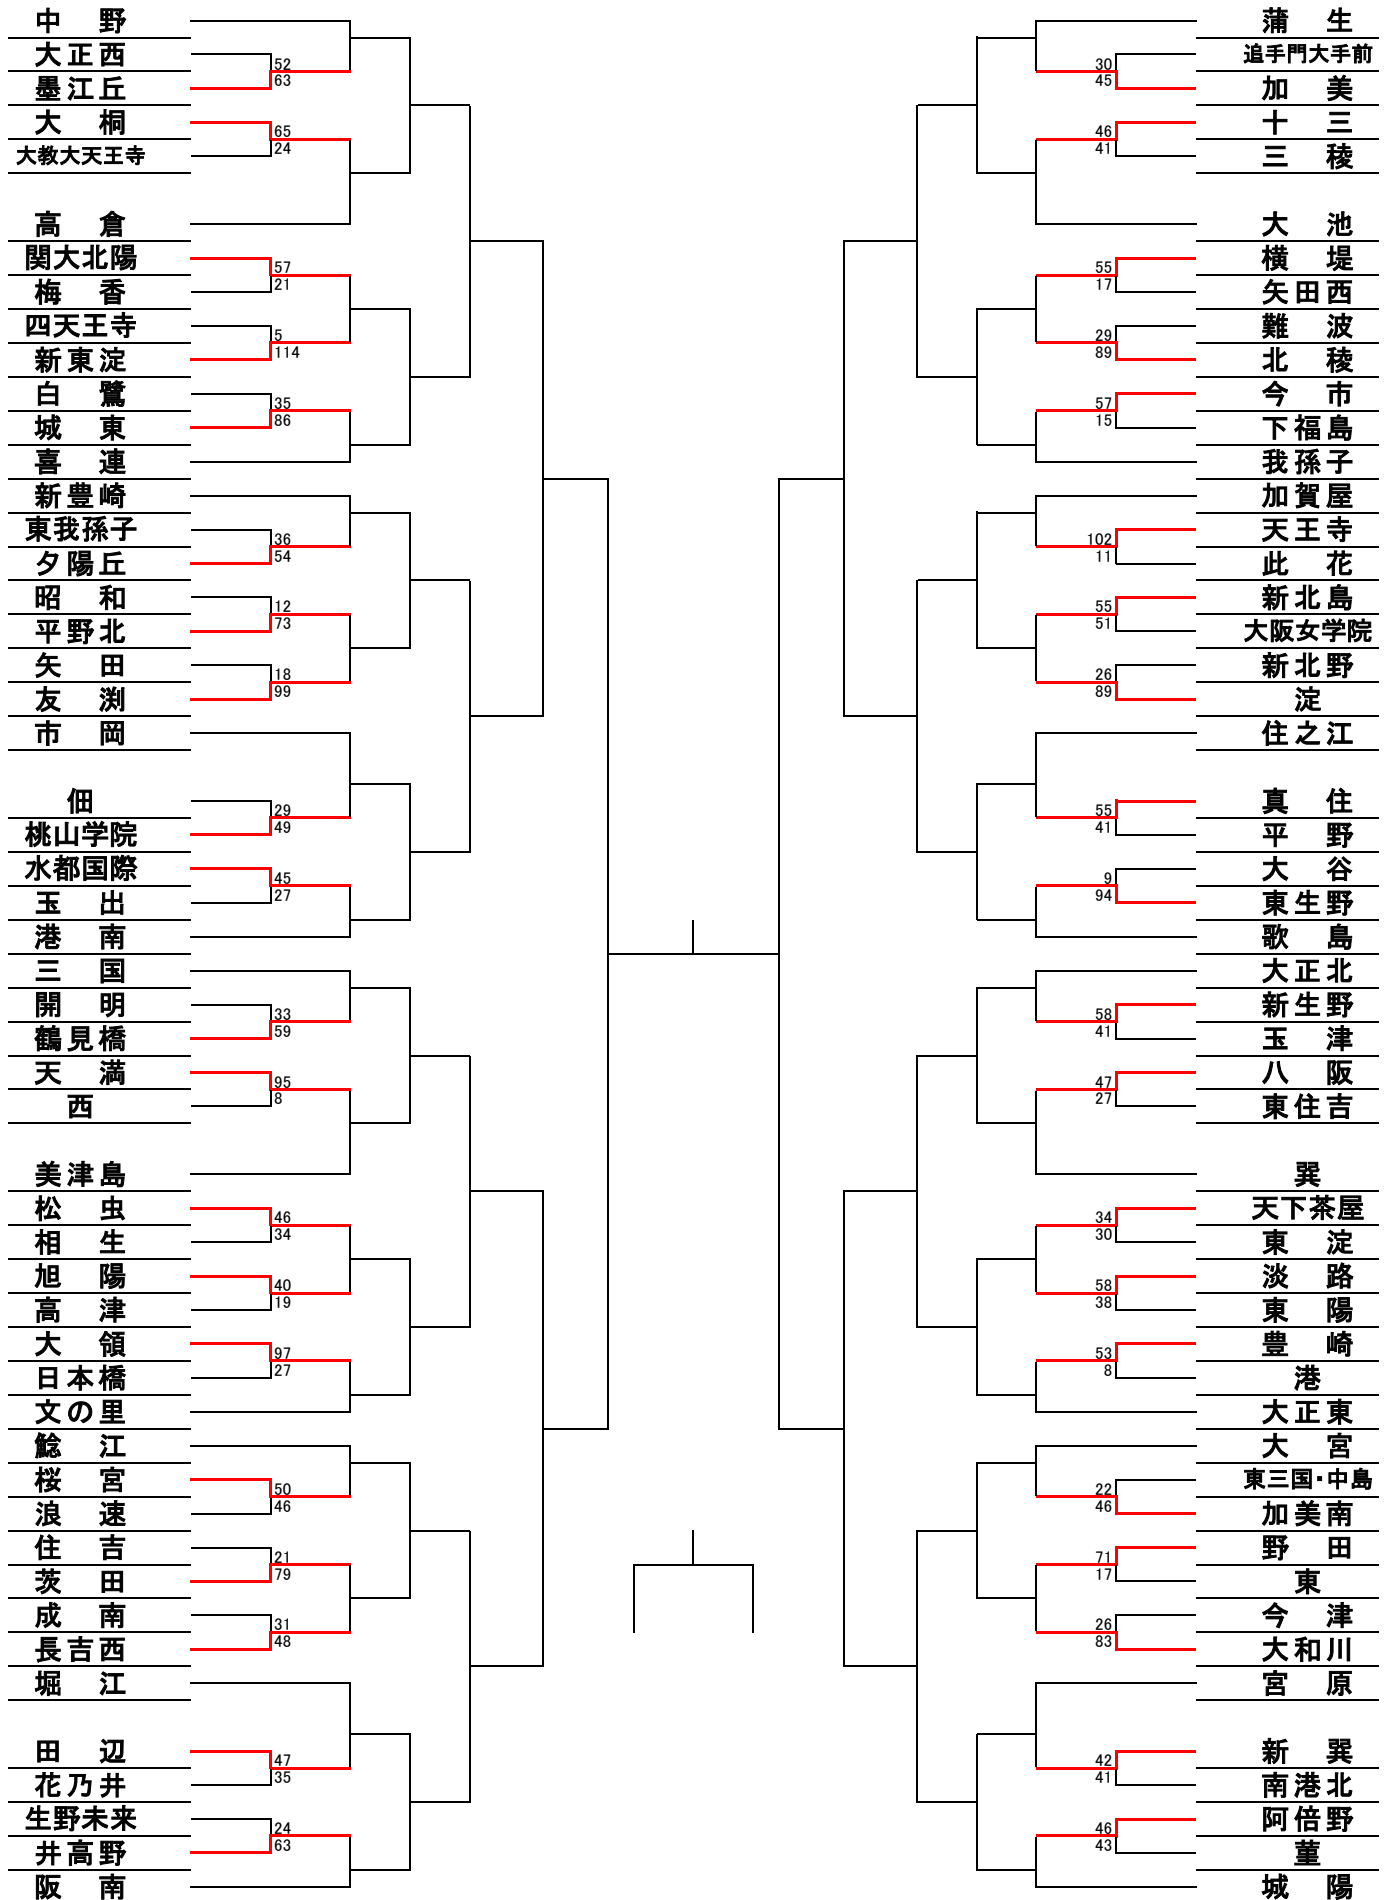 中野
大正西
52
63
墨江丘
大桐
65
24
大教大天王寺
高倉
関大北陽
57
21
梅香
四天王寺
5
114
新東淀
白鷺
35
86
城東
喜連
新豊崎
東我孫子
36
54
夕陽丘
昭和
12
73
平野北
矢田
18
99
友渕
市岡
佃
29
49
桃山学院
水都国際
45
27
玉出
港南
三国
開明
33
59
鶴見橋
天満
95
8
西
美津島
松虫
46
34
相生
旭陽
40
19
高津
大領
97
27
日本橋
文の里
鯰江
桜宮
50
46
浪速
住吉
21
79
茨田
成南
31
48
長吉西
堀江
田辺
47
35
花乃井
生野未来
24
63
井高野
阪南
蒲生
追手門大手前
30
45
加美
十三
46
41
三稜
大池
横堤
55
17
矢田西
難波
29
89
北稜
今市
57
15
下福島
我孫子
加賀屋
天王寺
102
11
此花
新北島
55
51
大阪女学院
新北野
26
89
淀
住之江
真住
55
41
平野
大谷
9
94
東生野
歌島
大正北
新生野
58
41
玉津
八阪
47
27
東住吉
巽
天下茶屋
34
30
東淀
淡路
58
38
東陽
豊崎
53
8
港
大正東
大宮
東三国・中島
22
46
加美南
野田
71
17
東
今津
26
83
大和川
宮原
新巽
42
41
南港北
阿倍野
46
43
菫
城陽